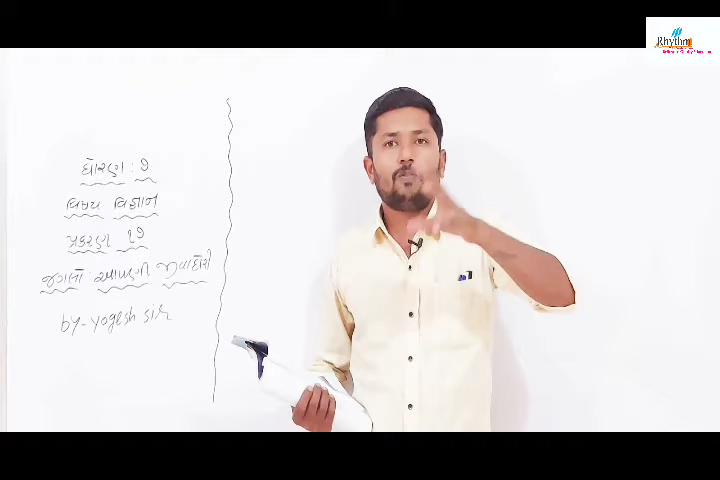 ધોરણ : ૭
વિષય વિજ્ઞાન
પ્રકરણ ૧૭
જંગલો : આપણી જીવાદોરી
by-yogesh sir
Rhythm